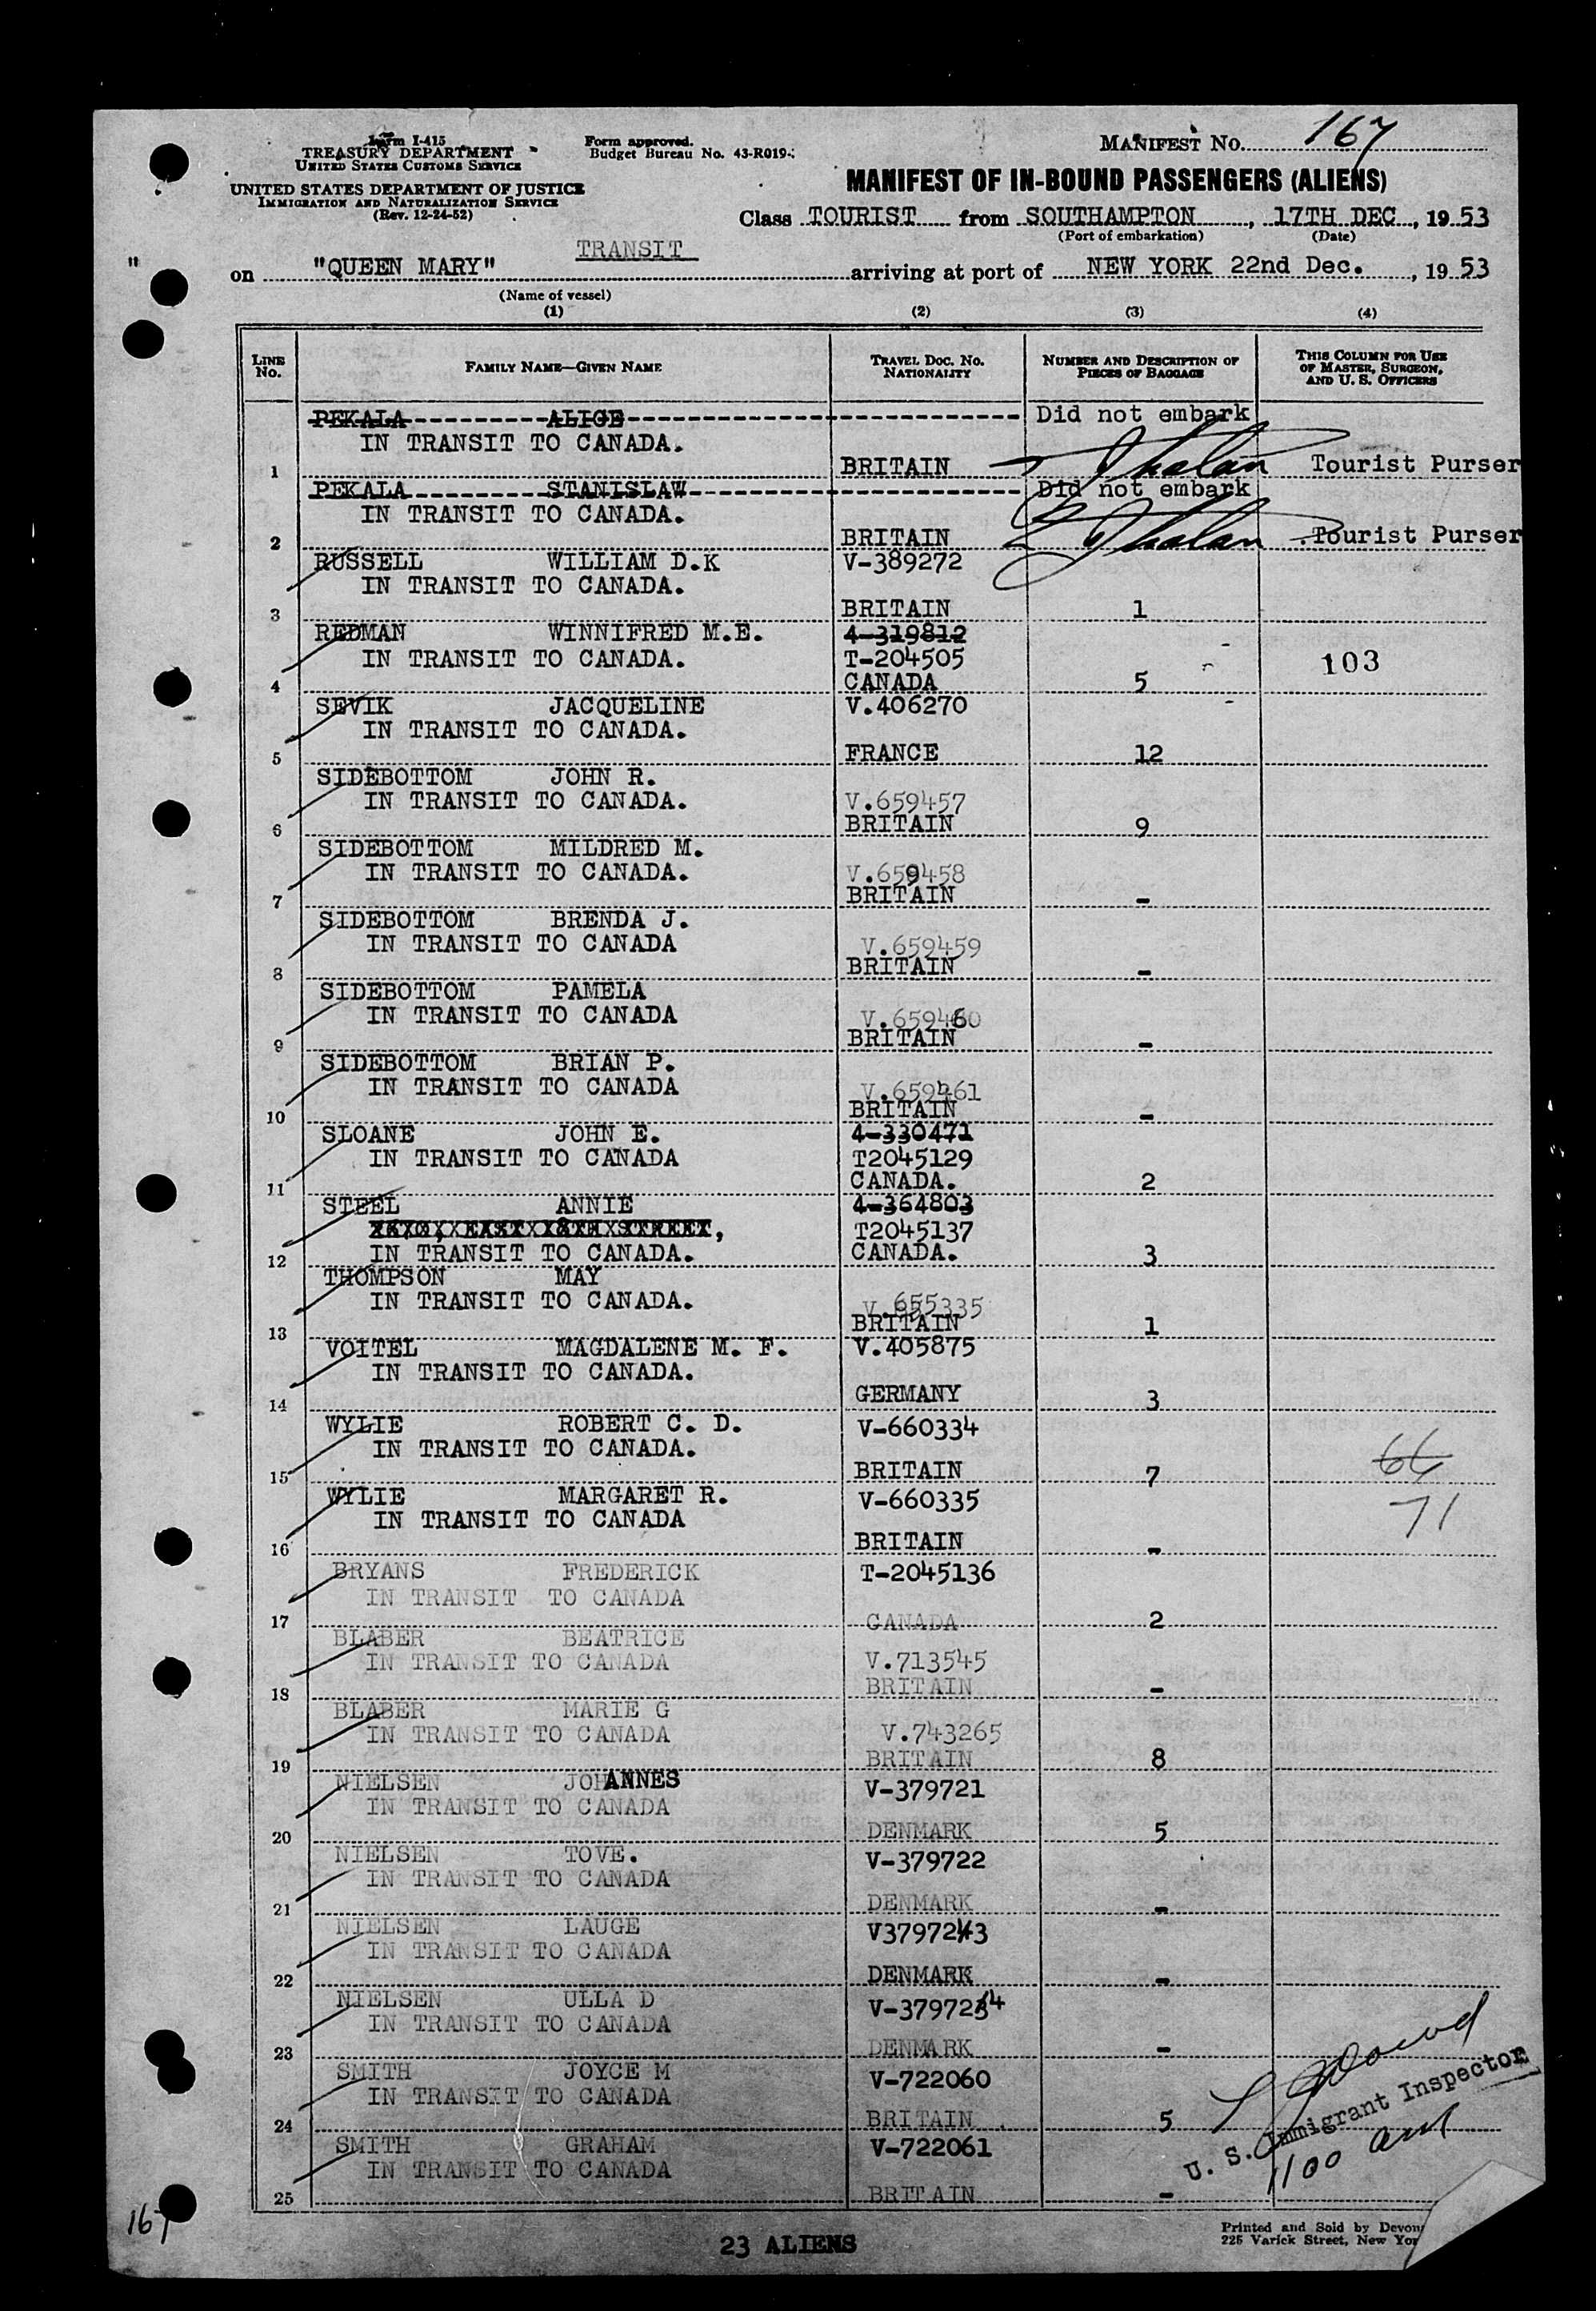 Form I-415
TREASURY DEPARTMENT
UNITED STATES CUSTOMS SERVICE
UNITED STATES DEPARTMENT OF JUSTICE
IMMIGRATION AND NATURALIZATION SERVICE
(Rev. 12-24-52)
Form approved.
Budget Bureau No. 43-R019-
MANIFEST NO. 167
MANIFEST OF IN-BOUND PASSENGERS (ALIENS)
Class TOURIST from SOUTHAMPTON, 17TH DEC, 1953
(Port of embarkation) (Date)
TRANSIT
on "QUEEN MARY" arriving at port of NEW YORK 22nd Dec., 1953
(Name of vessel)
(1) (2) (3) (4)
LINE NO. FAMILY NAME—GIVEN NAME TRAVEL DOC. NO. NATIONALITY NUMBER AND DESCRIPTION OF PIECES OF BAGGAGE THIS COLUMN FOR USE OF MASTER, SURGEON, AND U. S. OFFICERS
PEKALA ALICE Did not embark
IN TRANSIT TO CANADA.
1 BRITAIN Tourist Purser
PEKALA STANISLAW Did not embark
IN TRANSIT TO CANADA.
2 BRITAIN Tourist Purser
RUSSELL WILLIAM D.K V-389272
IN TRANSIT TO CANADA.
3 BRITAIN 1
REDMAN WINNIFRED M.E. 4-319812
IN TRANSIT TO CANADA. T-204505 103
4 CANADA 5
SEVIK JACQUELINE V.406270
IN TRANSIT TO CANADA.
5 FRANCE 12
SIDEBOTTOM JOHN R.
IN TRANSIT TO CANADA. V.659457
6 BRITAIN 9
SIDEBOTTOM MILDRED M.
IN TRANSIT TO CANADA. V.659458
7 BRITAIN -
SIDEBOTTOM BRENDA J.
IN TRANSIT TO CANADA V.659459
8 BRITAIN -
SIDEBOTTOM PAMELA
IN TRANSIT TO CANADA V.659460
9 BRITAIN -
SIDEBOTTOM BRIAN P.
IN TRANSIT TO CANADA V.659461
10 BRITAIN -
SLOANE JOHN E. 4-330471
IN TRANSIT TO CANADA T2045129
11 CANADA. 2
STEEL ANNIE 4-364803
EAST 18TH STREET, T2045137
12 IN TRANSIT TO CANADA. CANADA. 3
THOMPSON MAY
IN TRANSIT TO CANADA. V.655335
13 BRITAIN 1
VOITEL MAGDALENE M. F. V.405875
IN TRANSIT TO CANADA.
14 GERMANY 3
WYLIE ROBERT C. D. V-660334
IN TRANSIT TO CANADA. 66
15 BRITAIN 7
WYLIE MARGARET R. V-660335 71
IN TRANSIT TO CANADA
16 BRITAIN -
BRYANS FREDERICK T-2045136
IN TRANSIT TO CANADA
17 CANADA 2
BLABER BEATRICE
IN TRANSIT TO CANADA V.713545
18 BRITAIN -
BLABER MARIE G
IN TRANSIT TO CANADA V.743265
19 BRITAIN 8
NIELSEN JOHANNES V-379721
IN TRANSIT TO CANADA
20 DENMARK 5
NIELSEN TOVE. V-379722
IN TRANSIT TO CANADA
21 DENMARK -
NIELSEN LAUGE V379723
IN TRANSIT TO CANADA
22 DENMARK -
NIELSEN ULLA D V-379724
IN TRANSIT TO CANADA
23 DENMARK -
SMITH JOYCE M V-722060
IN TRANSIT TO CANADA
24 BRITAIN 5
SMITH GRAHAM V-722061
IN TRANSIT TO CANADA
25 BRITAIN -
U. S. Immigrant Inspector
1100 am
167
23 ALIENS
Printed and Sold by
225 Varick Street, New